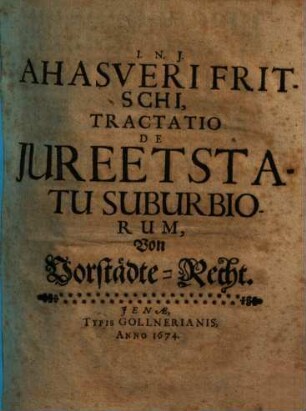 I. N. J.
AHASVERI FRIT-
SCHI,
TRACTATIO
DE
JURE ET STA-
TU SUBURBIO-
RUM,
Von
Vorstädte-Recht.
JENÆ,
TYPIS GOLLNERIANIS,
ANNO 1674.